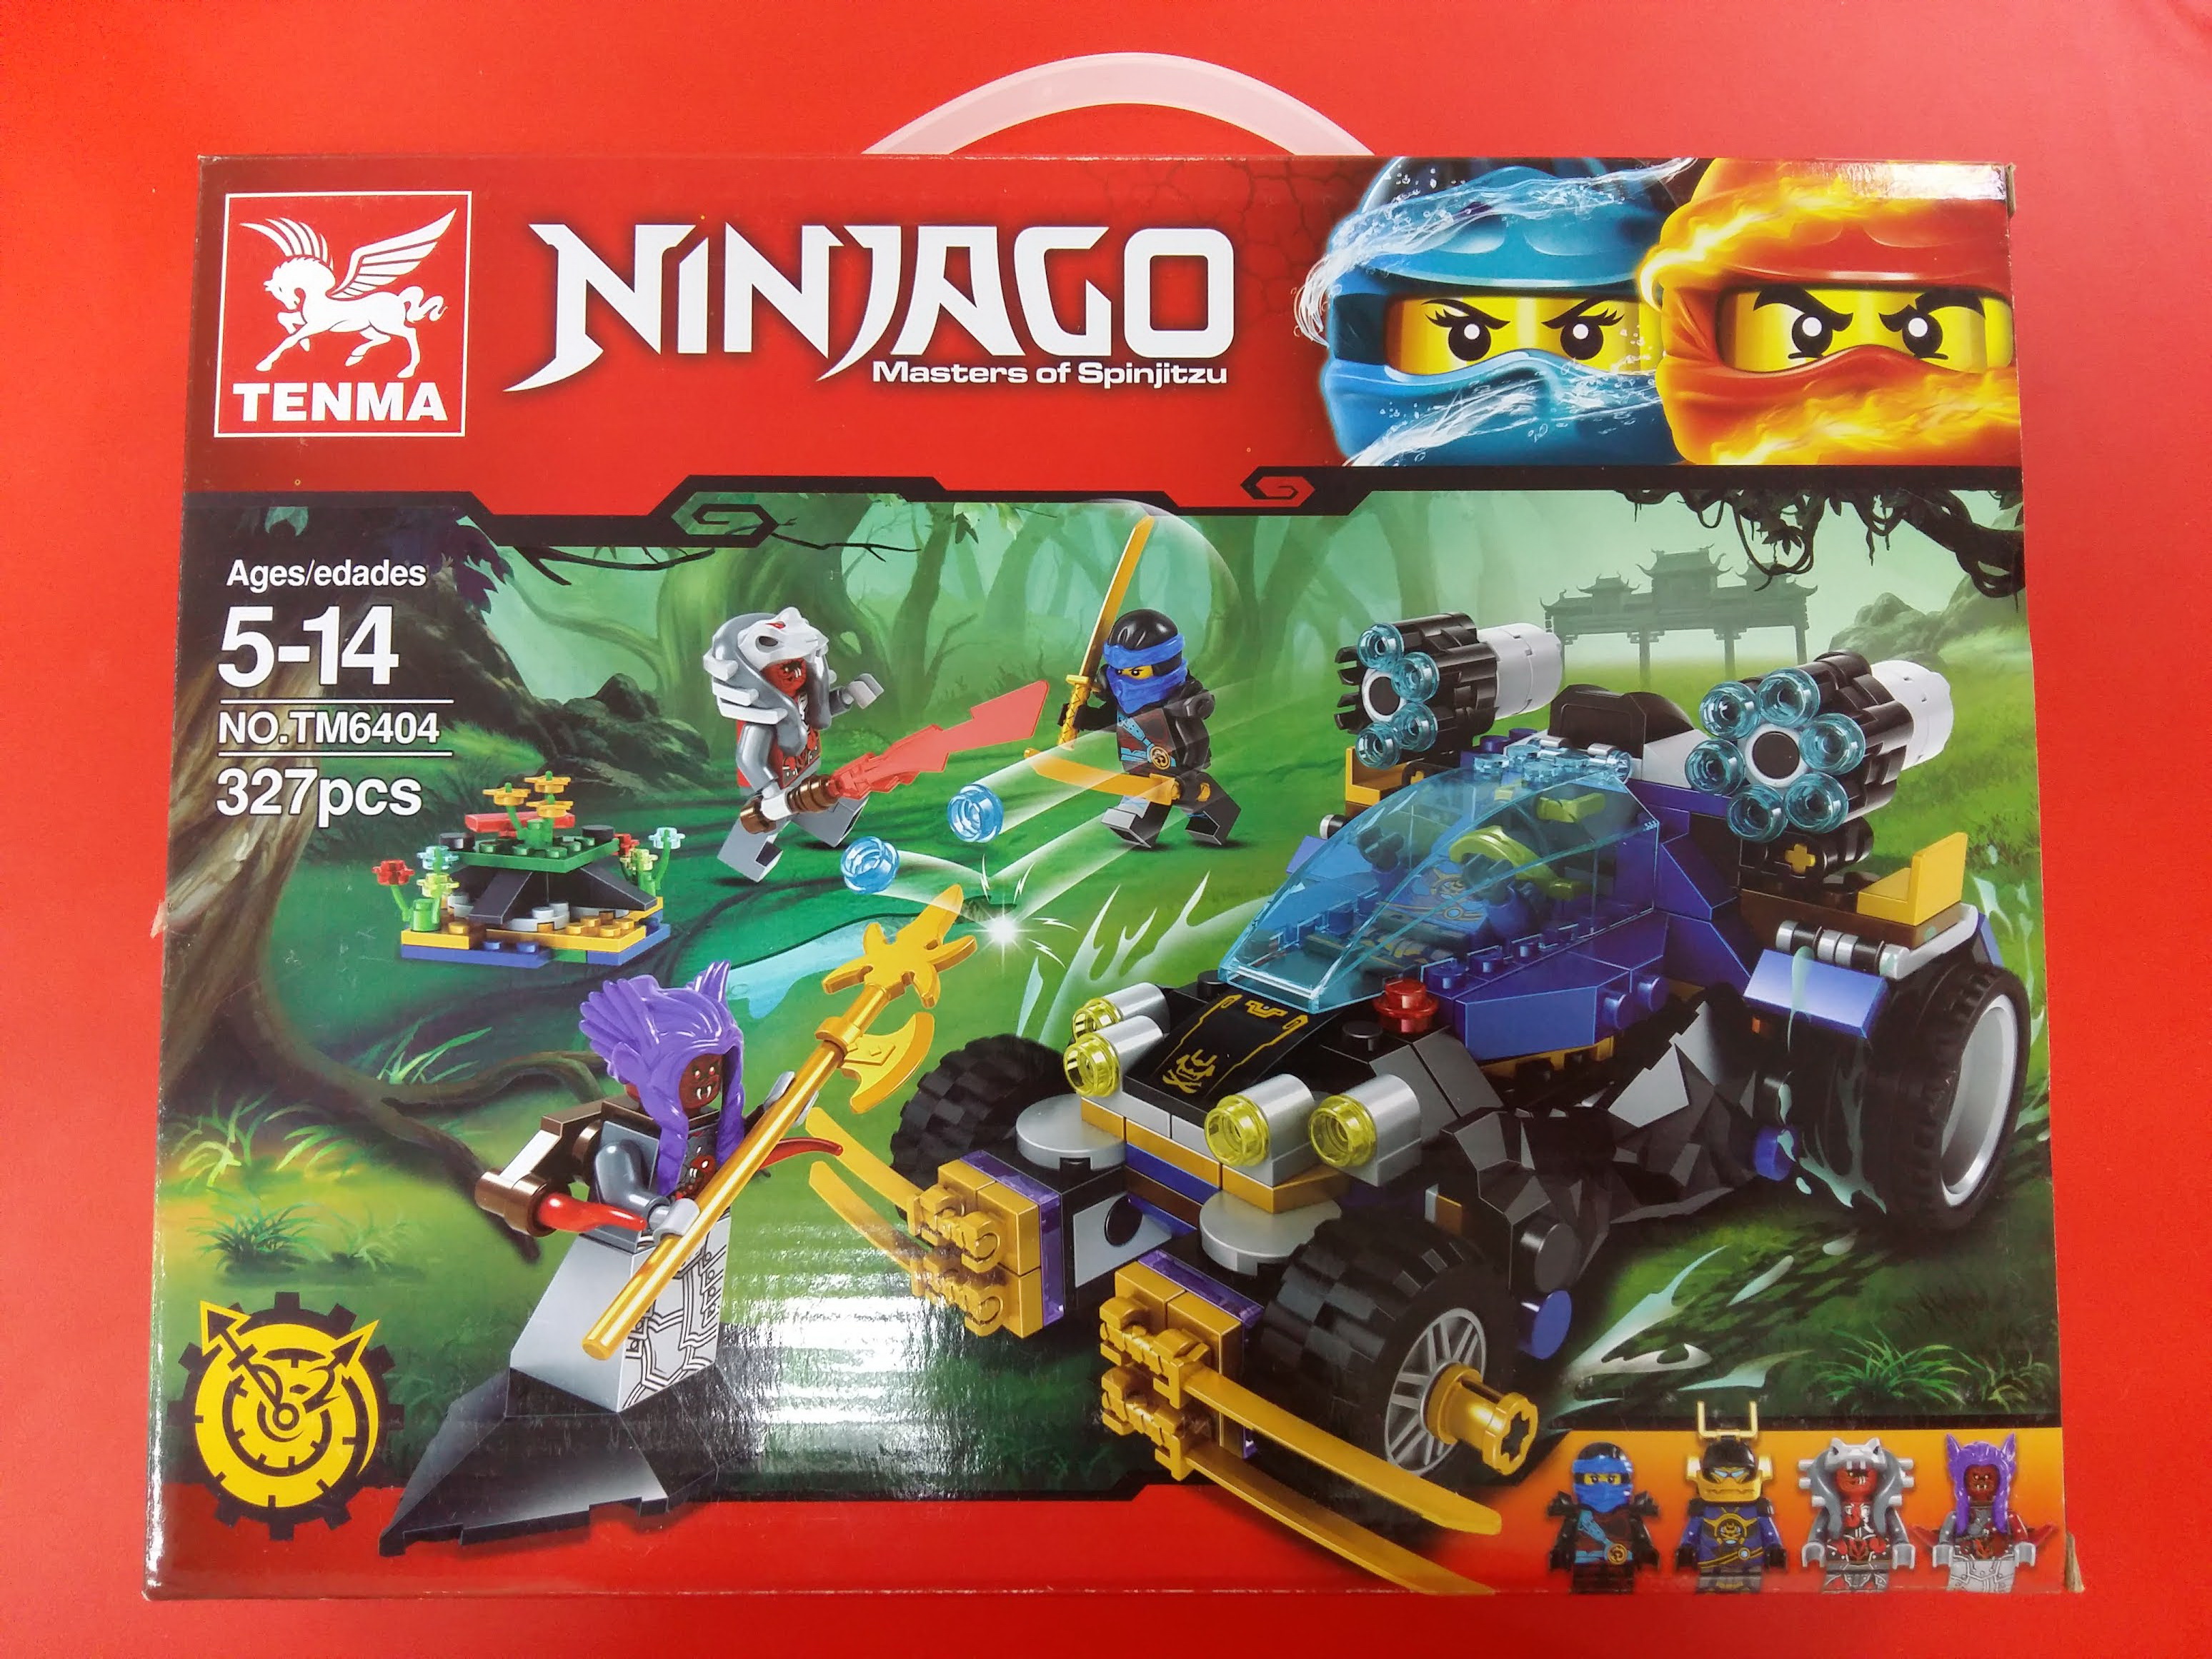 TENMA
NINJAGO
Masters of Spinjitzu
Ages/edades
5-14
NO.TM6404
327pcs